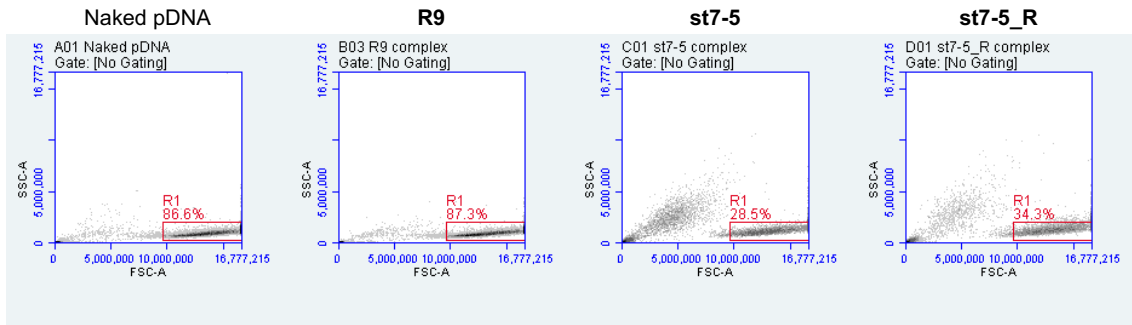 Naked pDNA
R9
st7-5
st7-5_R
A01 Naked pDNA
Gate: [No Gating]
SSC-A
16,777,215
5,000,000
0
R1
86.6%
0 5,000,000 10,000,000 16,777,215
FSC-A
B03 R9 complex
Gate: [No Gating]
SSC-A
16,777,215
5,000,000
0
R1
87.3%
0 5,000,000 10,000,000 16,777,215
FSC-A
C01 st7-5 complex
Gate: [No Gating]
SSC-A
16,777,215
5,000,000
0
R1
28.5%
0 5,000,000 10,000,000 16,777,215
FSC-A
D01 st7-5_R complex
Gate: [No Gating]
SSC-A
16,777,215
5,000,000
0
R1
34.3%
0 5,000,000 10,000,000 16,777,215
FSC-A